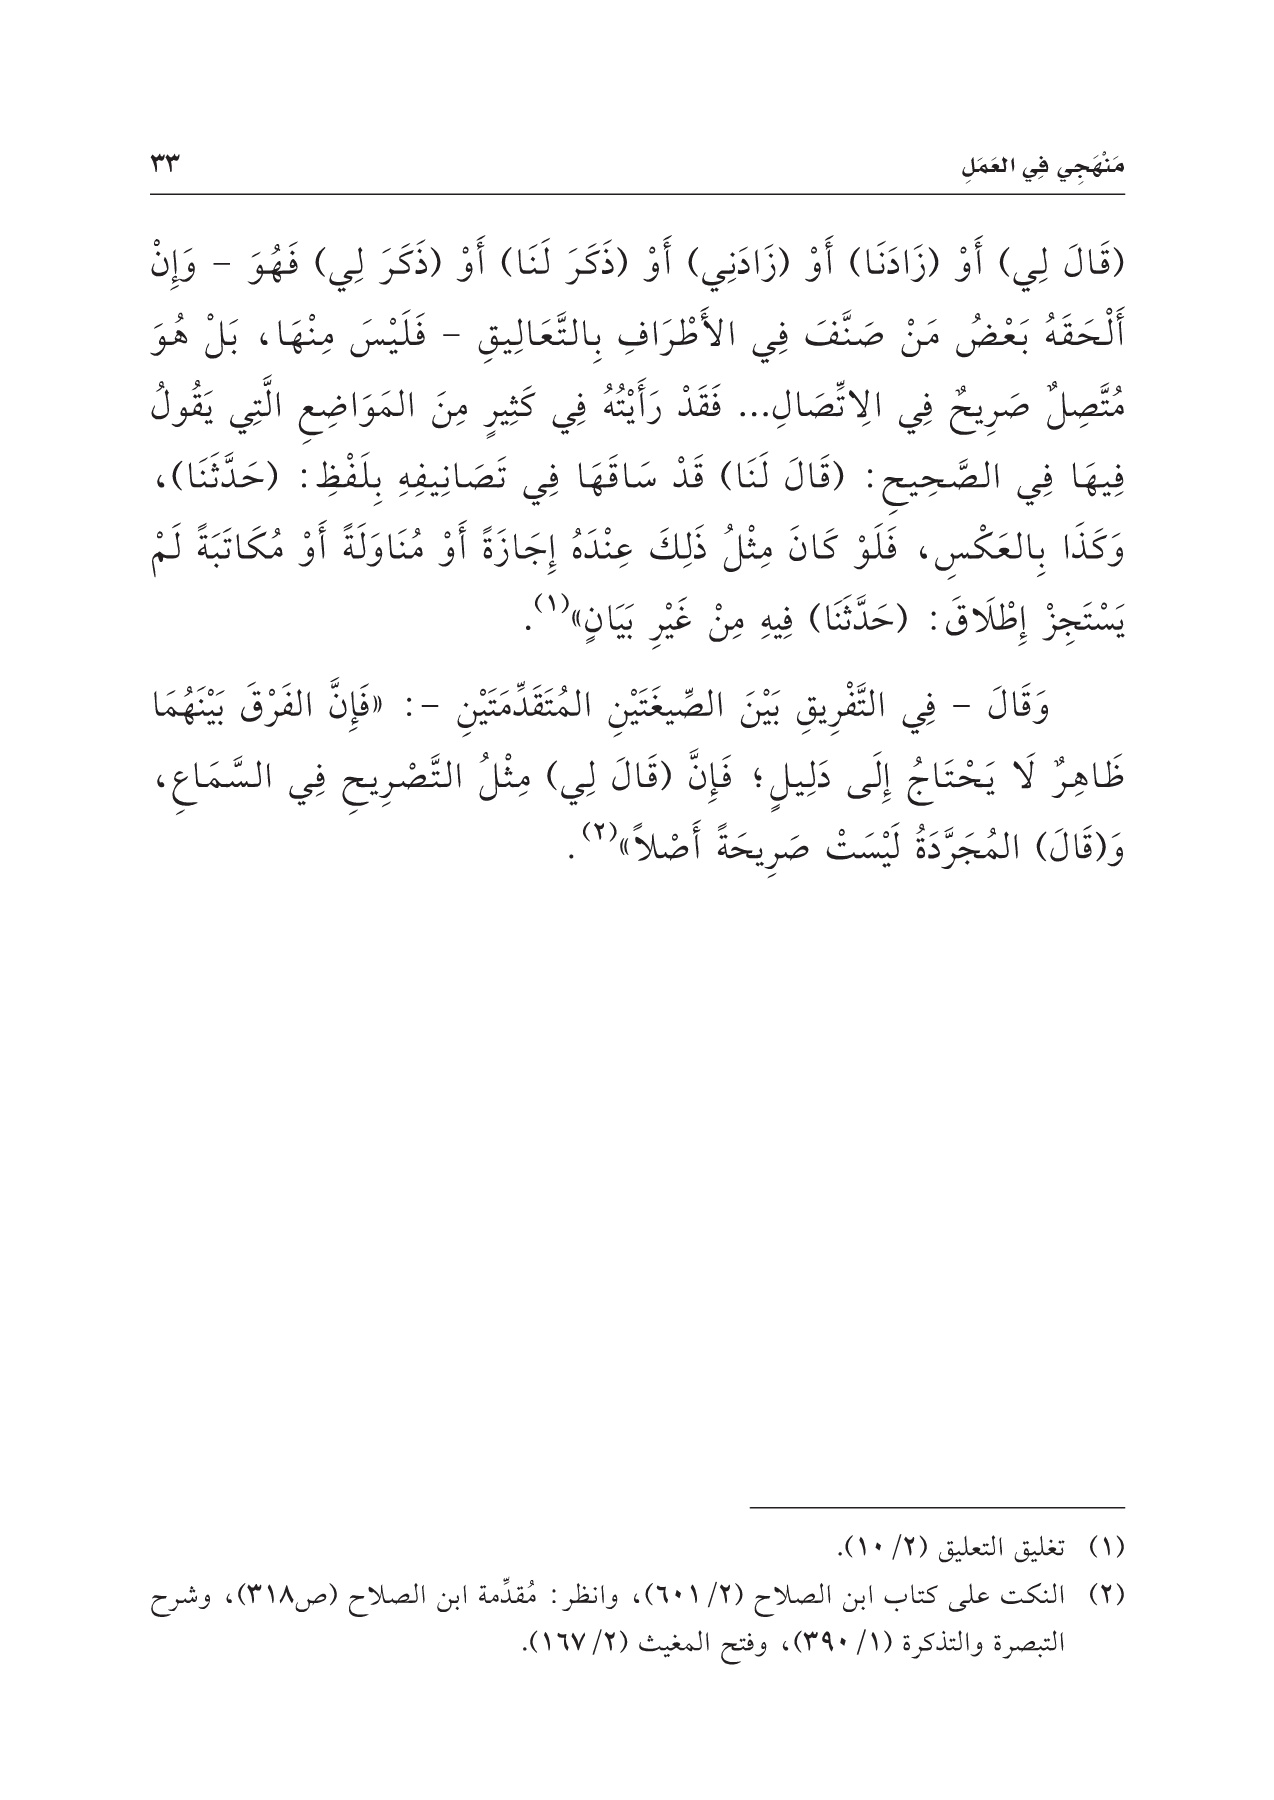 مَنْهَجِي فِي العَمَلِ ٣٣
(قَالَ لِي) أَوْ (زَادَنَا) أَوْ (زَادَنِي) أَوْ (ذَكَرَ لَنَا) أَوْ (ذَكَرَ لِي) فَهُوَ – وَإِنْ
أَلْحَقَهُ بَعْضُ مَنْ صَنَّفَ فِي الأَطْرَافِ بِالتَّعَالِيقِ – فَلَيْسَ مِنْهَا، بَلْ هُوَ
مُتَّصِلٌ صَرِيحٌ فِي الِاتِّصَالِ... فَقَدْ رَأَيْتُهُ فِي كَثِيرٍ مِنَ المَوَاضِعِ الَّتِي يَقُولُ
فِيهَا فِي الصَّحِيحِ: (قَالَ لَنَا) قَدْ سَاقَهَا فِي تَصَانِيفِهِ بِلَفْظِ: (حَدَّثَنَا)،
وَكَذَا بِالعَكْسِ، فَلَوْ كَانَ مِثْلُ ذَلِكَ عِنْدَهُ إِجَازَةً أَوْ مُنَاوَلَةً أَوْ مُكَاتَبَةً لَمْ
يَسْتَجِزْ إِطْلَاقَ: (حَدَّثَنَا) فِيهِ مِنْ غَيْرِ بَيَانٍ»(١).
وَقَالَ – فِي التَّفْرِيقِ بَيْنَ الصِّيغَتَيْنِ المُتَقَدِّمَتَيْنِ –: «فَإِنَّ الفَرْقَ بَيْنَهُمَا
ظَاهِرٌ لَا يَحْتَاجُ إِلَى دَلِيلٍ؛ فَإِنَّ (قَالَ لِي) مِثْلُ التَّصْرِيحِ فِي السَّمَاعِ،
وَ(قَالَ) المُجَرَّدَةُ لَيْسَتْ صَرِيحَةً أَصْلاً»(٢).
(١) تغليق التعليق (٢/ ١٠).
(٢) النكت على كتاب ابن الصلاح (٢/ ٦٠١)، وانظر: مُقدِّمة ابن الصلاح (ص٣١٨)، وشرح
التبصرة والتذكرة (١/ ٣٩٠)، وفتح المغيث (٢/ ١٦٧).